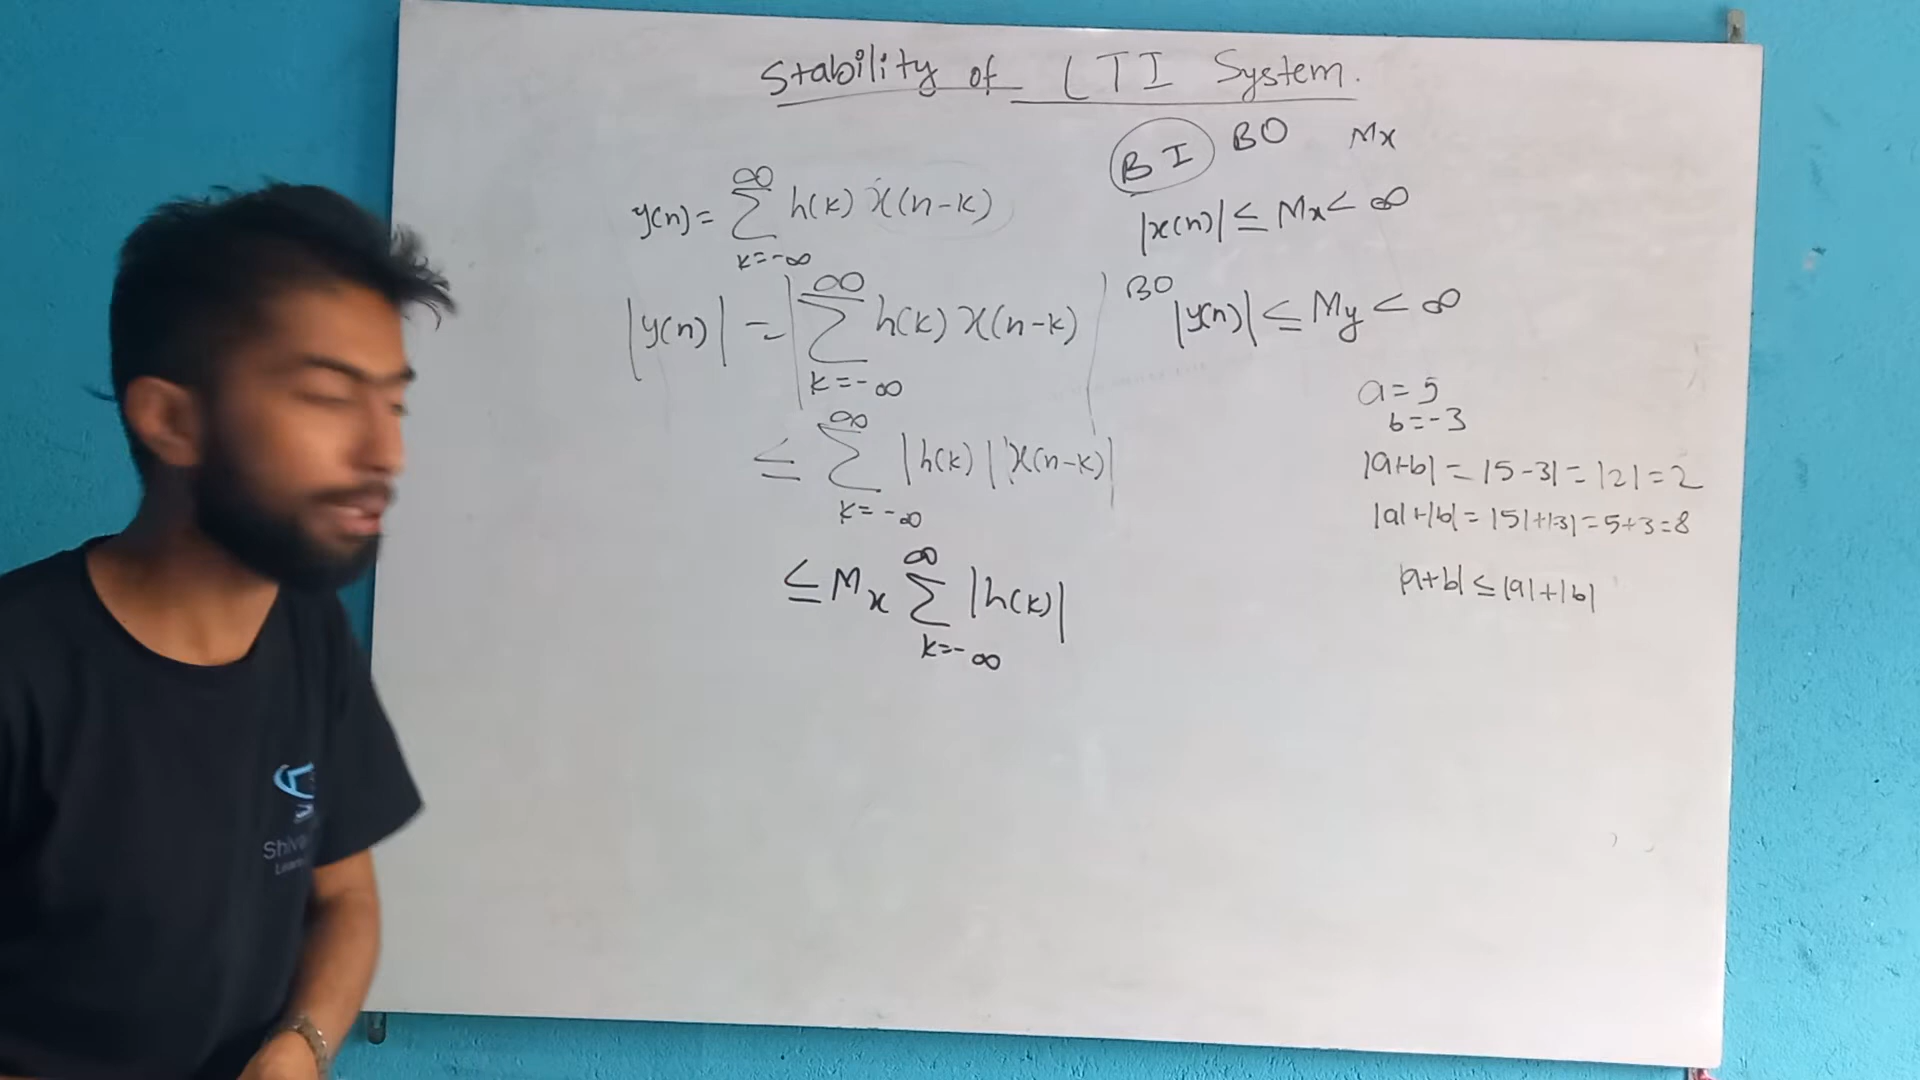 Stability of LTI System.
BI BO Mx
y(n) = ∞ Σ k=-∞ h(k) x(n-k)
|x(n)| ≤ Mx < ∞
|y(n)| = | ∞ Σ k=-∞ h(k) x(n-k) |
BO |y(n)| ≤ My < ∞
≤ ∞ Σ k=-∞ |h(k)| |x(n-k)|
≤ Mx ∞ Σ k=-∞ |h(k)|
a = 5
b = -3
|a+b| = |5-3| = |2| = 2
|a|+|b| = |5|+|-3| = 5+3 = 8
|a+b| ≤ |a|+|b|